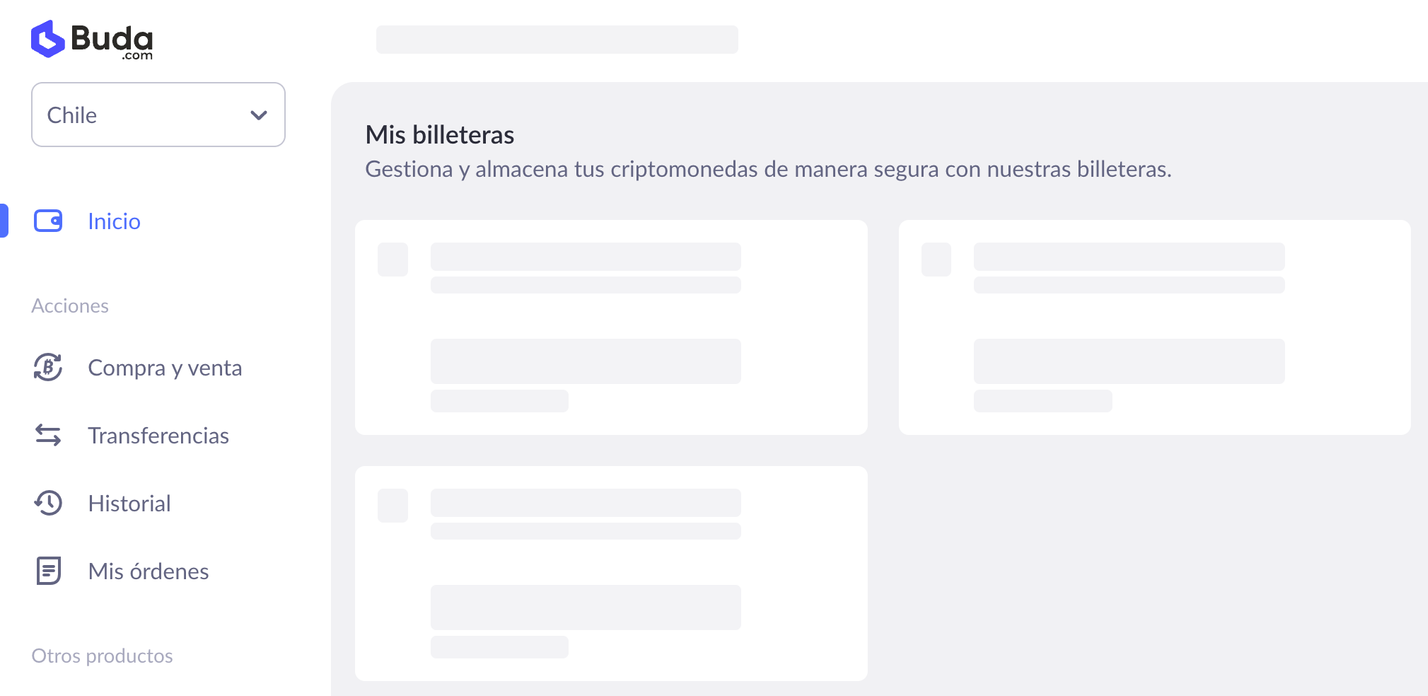 Buda
.com
Chile
Inicio
Acciones
Compra y venta
Transferencias
Historial
Mis órdenes
Otros productos
Mis billeteras
Gestiona y almacena tus criptomonedas de manera segura con nuestras billeteras.